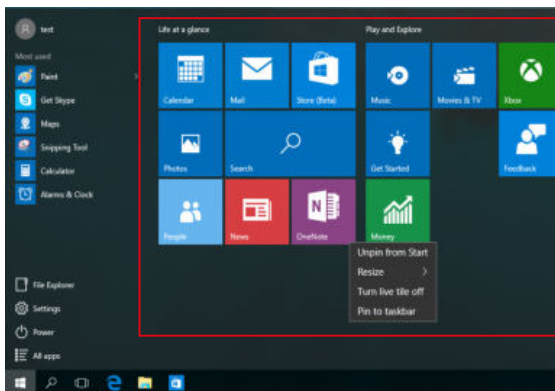 test
Most used
Paint
Get Skype
Maps
Snipping Tool
Calculator
Alarms & Clock
File Explorer
Settings
Power
All apps
Life at a glance
Play and Explore
Calendar
Mail
Store (Beta)
Music
Movies & TV
Xbox
Photos
Search
Get Started
Feedback
People
News
OneNote
Money
Unpin from Start
Resize
Turn live tile off
Pin to taskbar